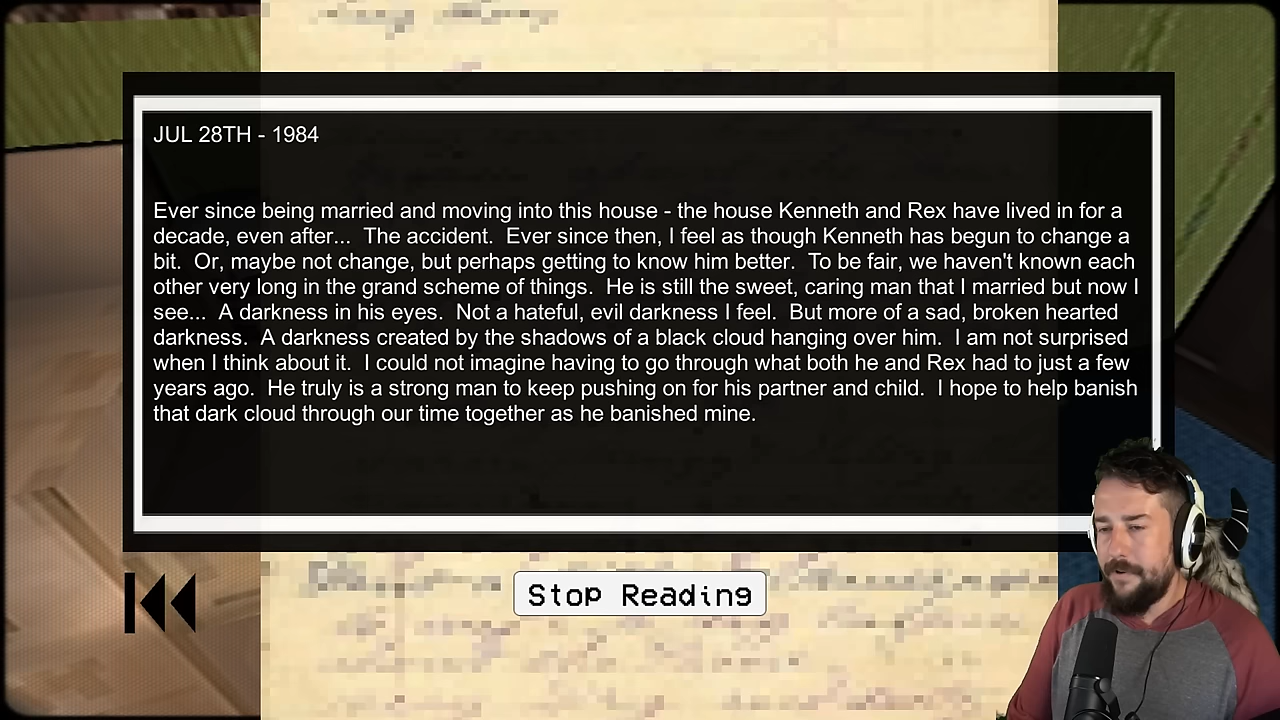 JUL 28TH - 1984
Ever since being married and moving into this house - the house Kenneth and Rex have lived in for a
decade, even after...  The accident.  Ever since then, I feel as though Kenneth has begun to change a
bit.  Or, maybe not change, but perhaps getting to know him better.  To be fair, we haven't known each
other very long in the grand scheme of things.  He is still the sweet, caring man that I married but now I
see...  A darkness in his eyes.  Not a hateful, evil darkness I feel.  But more of a sad, broken hearted
darkness.  A darkness created by the shadows of a black cloud hanging over him.  I am not surprised
when I think about it.  I could not imagine having to go through what both he and Rex had to just a few
years ago.  He truly is a strong man to keep pushing on for his partner and child.  I hope to help banish
that dark cloud through our time together as he banished mine.
Stop Reading